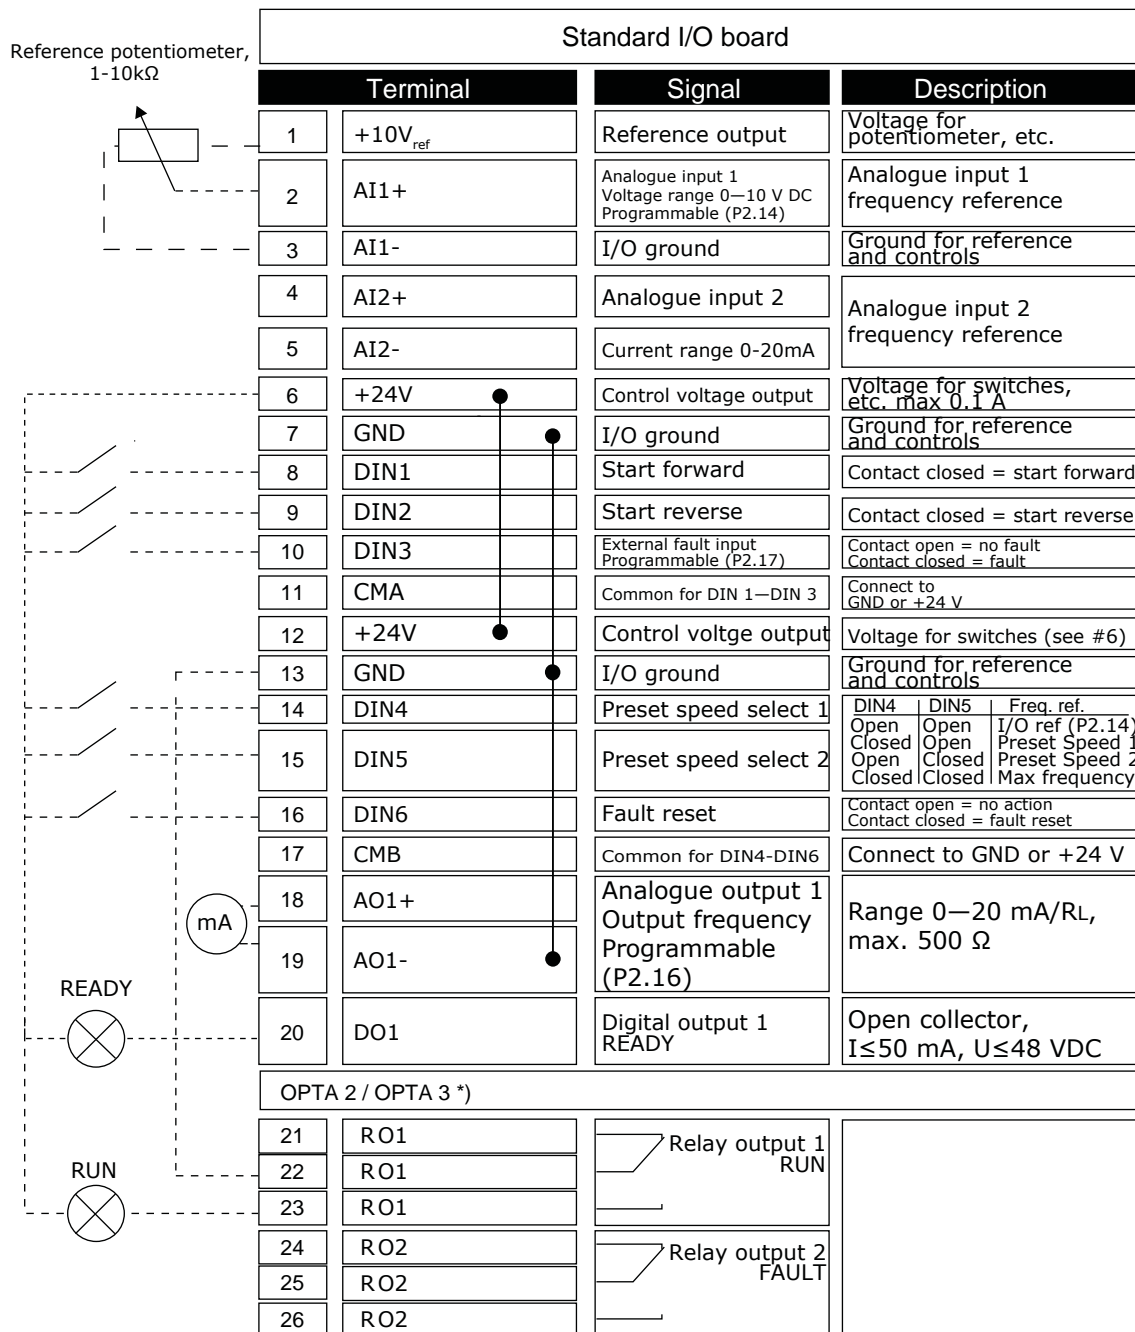 Standard I/O board
Reference potentiometer,
1-10kΩ
Terminal Signal Description
1 +10Vref Reference output Voltage for
potentiometer, etc.
2 AI1+ Analogue input 1
Voltage range 0—10 V DC
Programmable (P2.14)
Analogue input 1
frequency reference
3 AI1- I/O ground Ground for reference
and controls
4 AI2+ Analogue input 2
Analogue input 2
frequency reference
5 AI2- Current range 0-20mA
6 +24V Control voltage output Voltage for switches,
etc. max 0.1 A
7 GND I/O ground Ground for reference
and controls
8 DIN1 Start forward Contact closed = start forward
9 DIN2 Start reverse Contact closed = start reverse
10 DIN3 External fault input
Programmable (P2.17)
Contact open = no fault
Contact closed = fault
11 CMA Common for DIN 1—DIN 3 Connect to
GND or +24 V
12 +24V Control voltge output Voltage for switches (see #6)
13 GND I/O ground Ground for reference
and controls
14 DIN4 Preset speed select 1
15 DIN5 Preset speed select 2
DIN4 DIN5 Freq. ref.
Open Open I/O ref (P2.14)
Closed Open Preset Speed 1
Open Closed Preset Speed 2
Closed Closed Max frequency
16 DIN6 Fault reset Contact open = no action
Contact closed = fault reset
17 CMB Common for DIN4-DIN6 Connect to GND or +24 V
mA
18 AO1+
19 AO1-
Analogue output 1
Output frequency
Programmable
(P2.16)
Range 0—20 mA/RL,
max. 500 Ω
READY
20 DO1 Digital output 1
READY
Open collector,
I≤50 mA, U≤48 VDC
OPTA 2 / OPTA 3 *)
21 RO1 Relay output 1
RUN
RUN
22 RO1
23 RO1
24 RO2 Relay output 2
FAULT
25 RO2
26 RO2